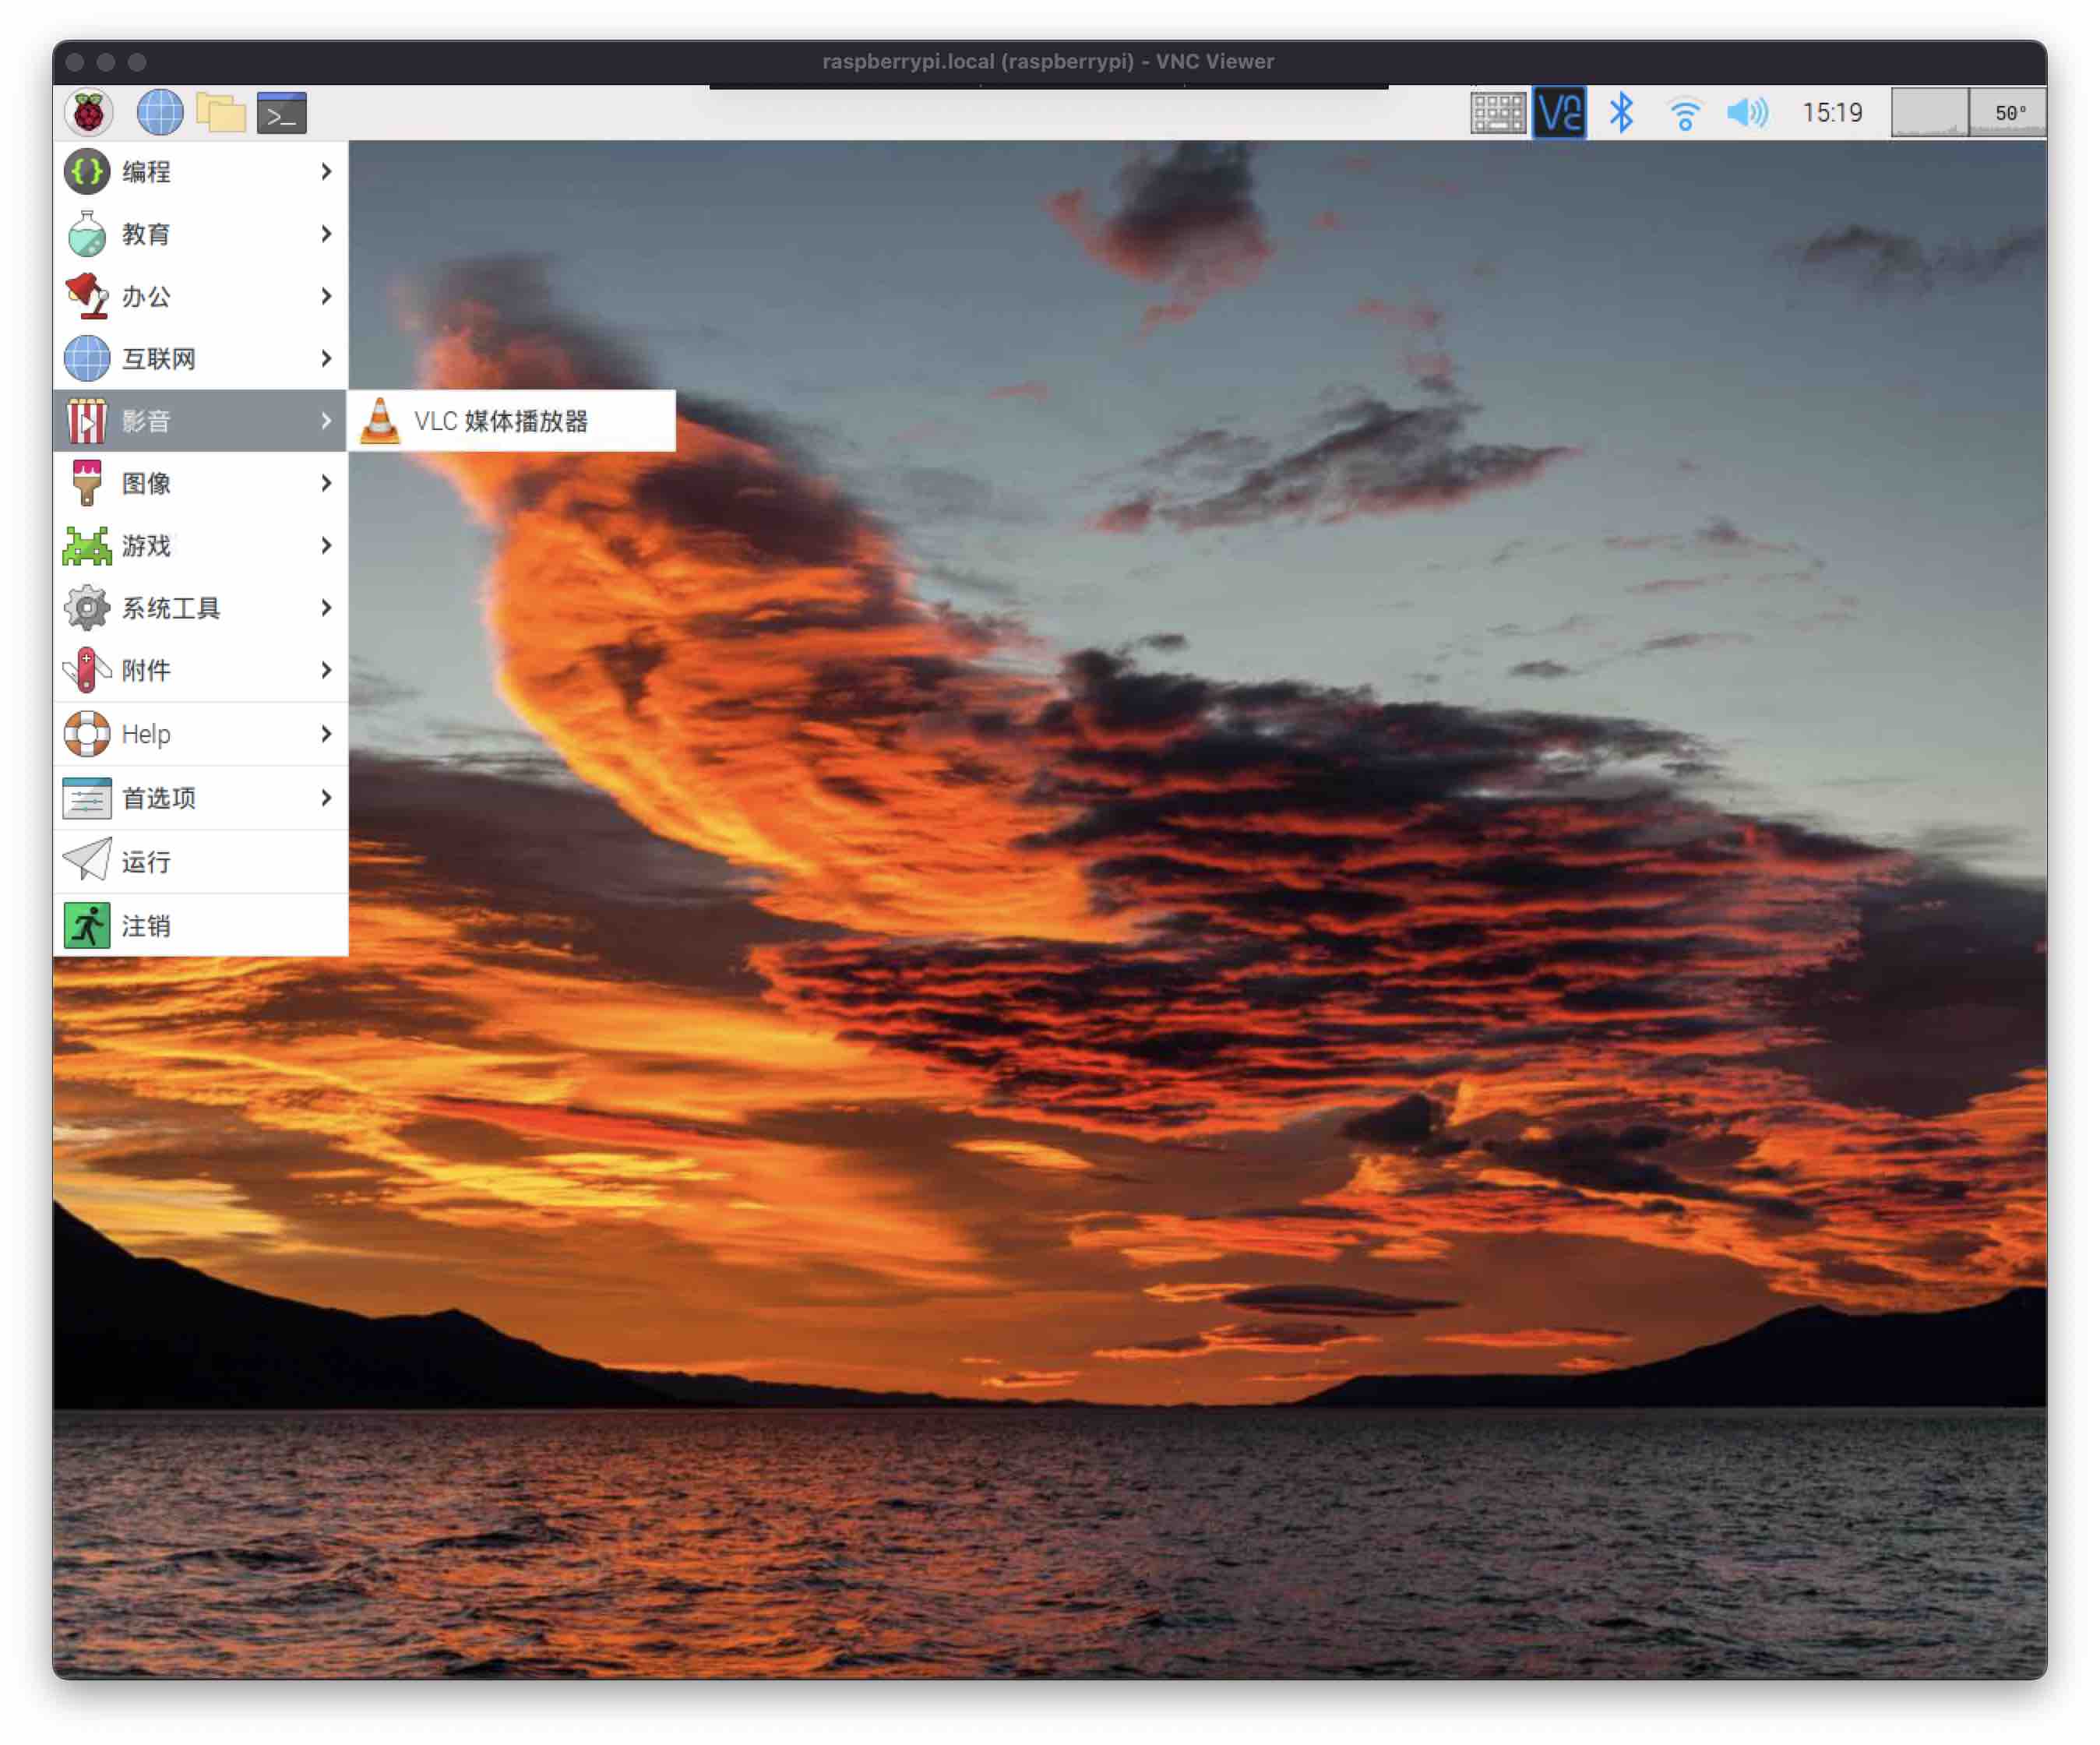 raspberrypi.local (raspberrypi) - VNC Viewer
15:19
50°
编程
教育
办公
互联网
影音
VLC 媒体播放器
图像
游戏
系统工具
附件
Help
首选项
运行
注销